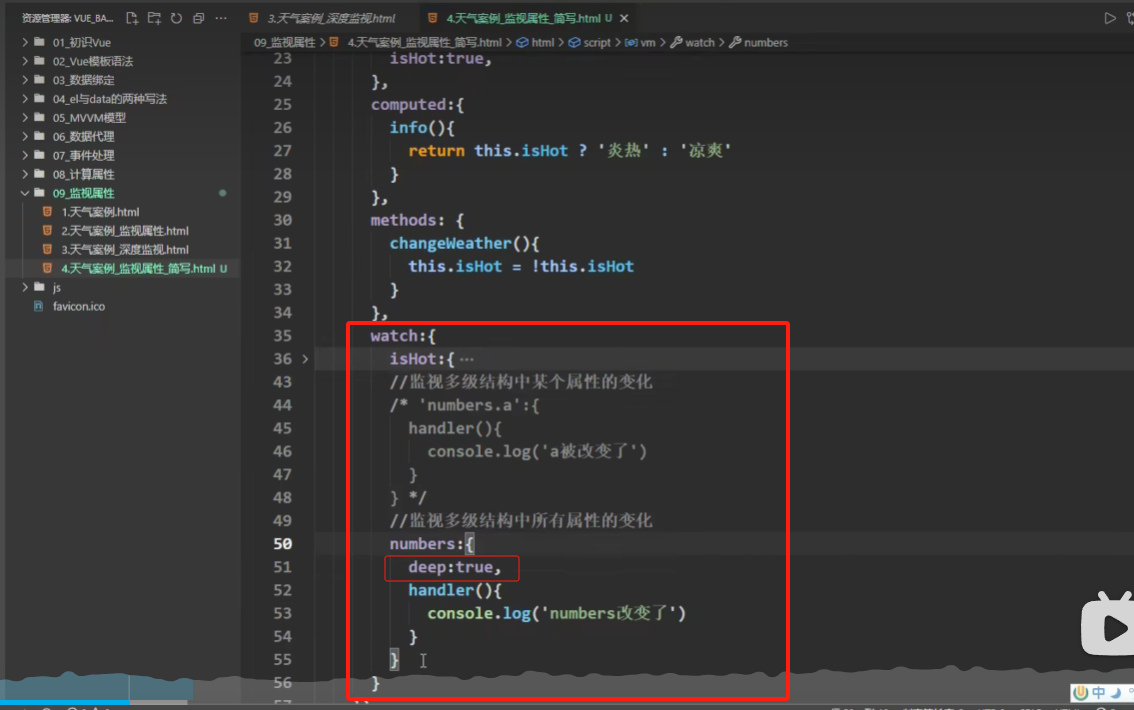 资源管理器: VUE_BA...
3.天气案例_深度监视.html
4.天气案例_监视属性_简写.html U
09_监视属性 > 4.天气案例_监视属性_简写.html > html > script > vm > watch > numbers
01_初识Vue
02_Vue模板语法
03_数据绑定
04_el与data的两种写法
05_MVVM模型
06_数据代理
07_事件处理
08_计算属性
09_监视属性
1.天气案例.html
2.天气案例_监视属性.html
3.天气案例_深度监视.html
4.天气案例_监视属性_简写.html U
js
favicon.ico
23 isHot:true,
24 },
25 computed:{
26 info(){
27 return this.isHot ? '炎热' : '凉爽'
28 }
29 },
30 methods: {
31 changeWeather(){
32 this.isHot = !this.isHot
33 }
34 },
35 watch:{
36 isHot:{ ...
43 //监视多级结构中某个属性的变化
44 /* 'numbers.a':{
45 handler(){
46 console.log('a被改变了')
47 }
48 } */
49 //监视多级结构中所有属性的变化
50 numbers:{
51 deep:true,
52 handler(){
53 console.log('numbers改变了')
54 }
55 }
56 }
57 })
中